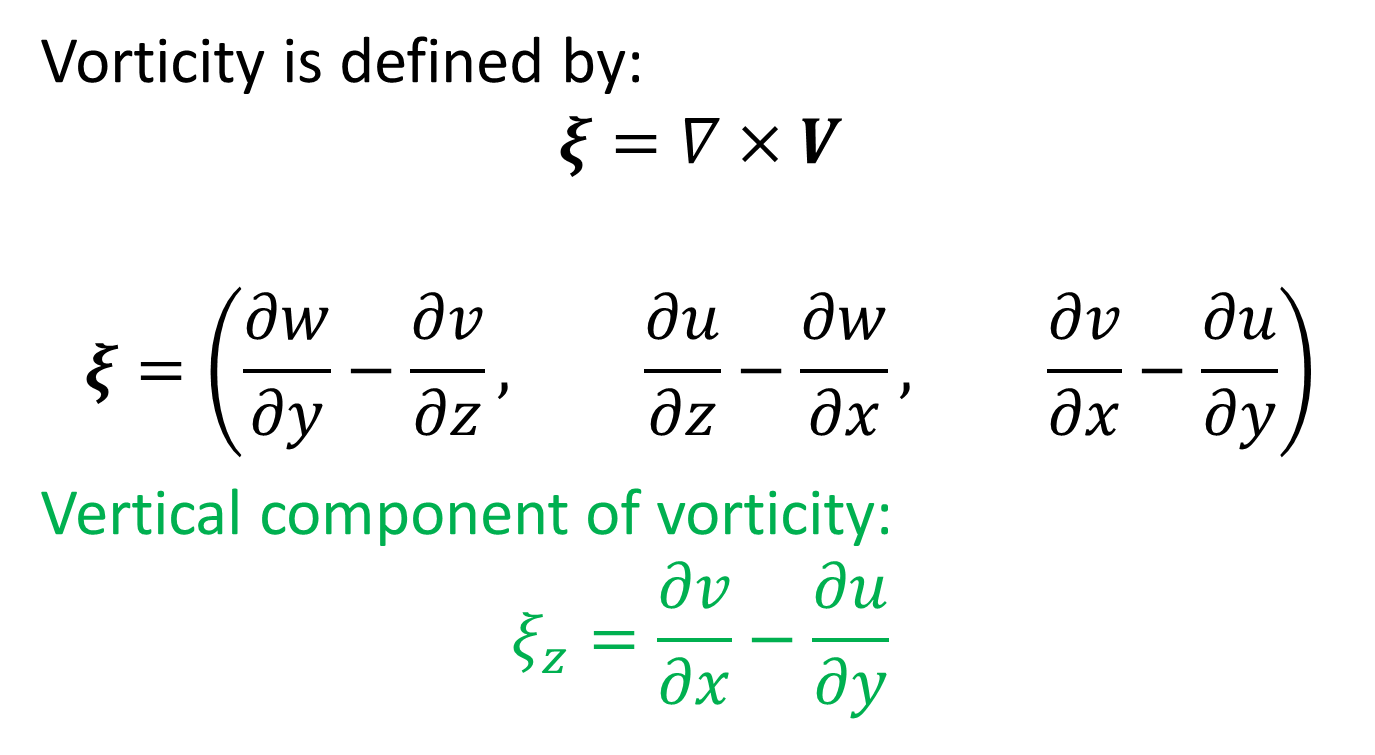 Vorticity is defined by:
𝝃 = ∇ × 𝑽
𝝃 = (∂w/∂y − ∂v/∂z, ∂u/∂z − ∂w/∂x, ∂v/∂x − ∂u/∂y)
Vertical component of vorticity:
ξ_z = ∂v/∂x − ∂u/∂y